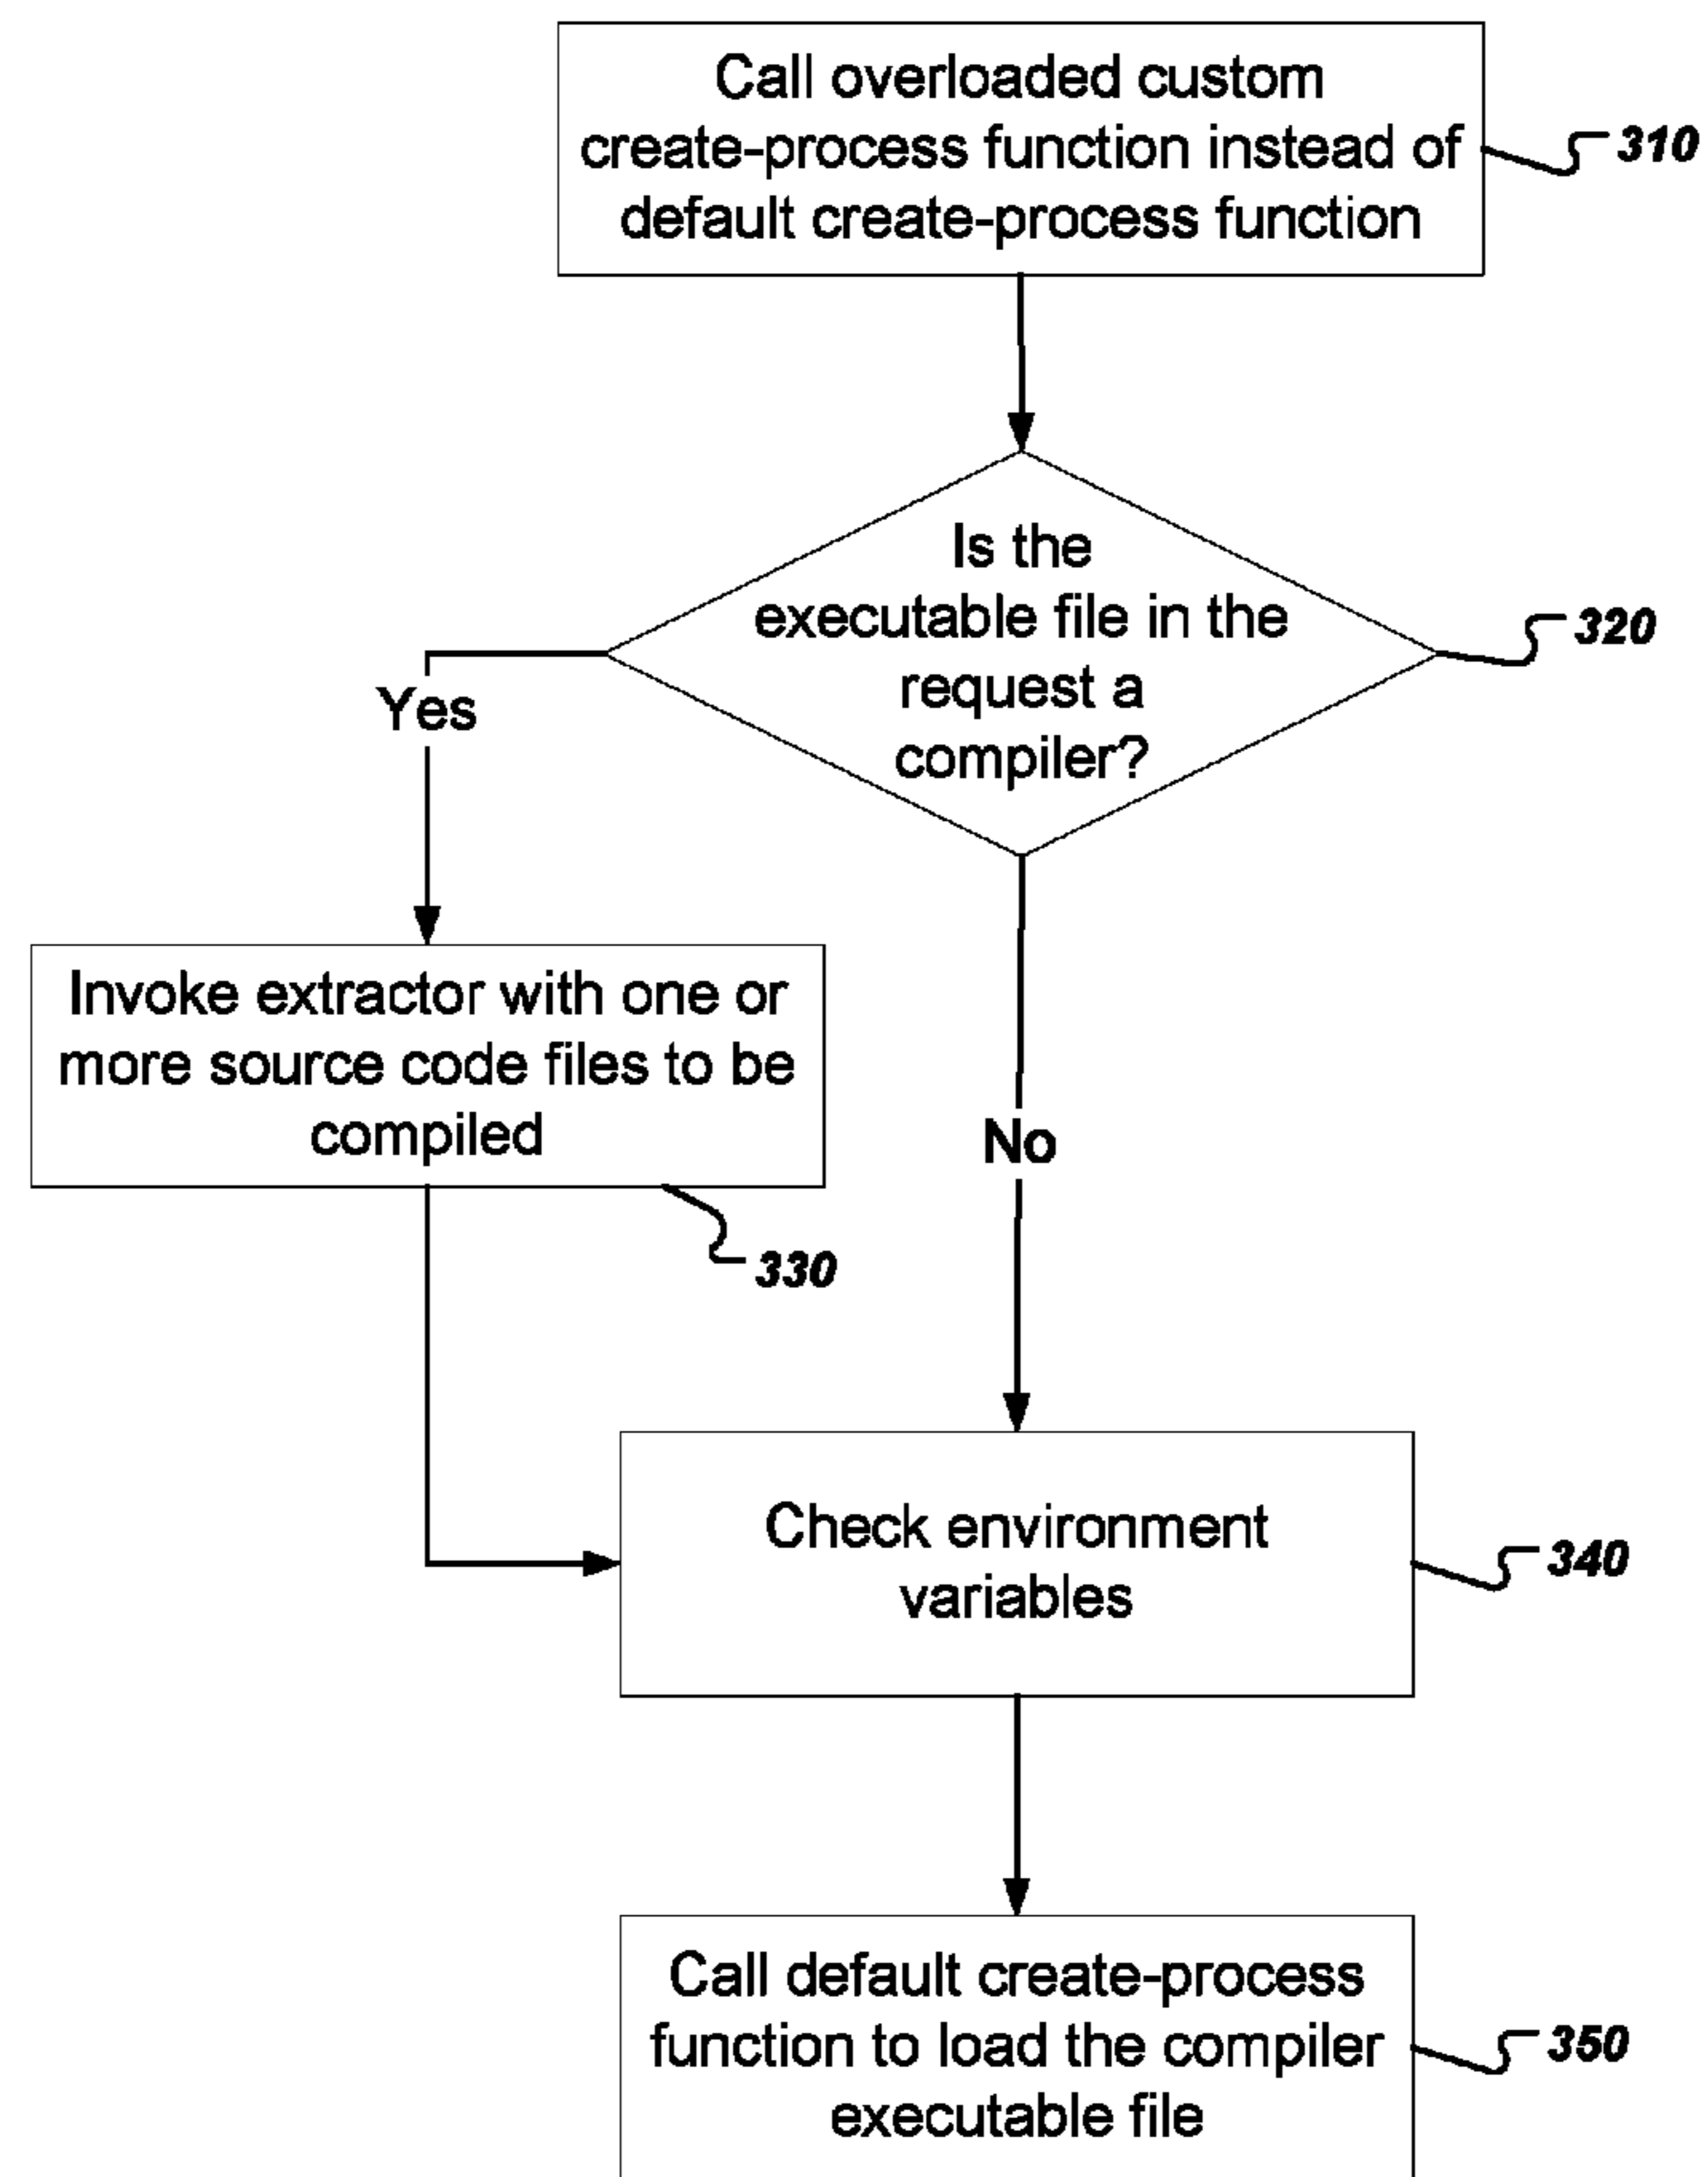 Call overloaded custom
create-process function instead of
default create-process function
310
Is the
executable file in the
request a
compiler?
320
Yes
Invoke extractor with one or
more source code files to be
compiled
330
No
Check environment
variables
340
Call default create-process
function to load the compiler
executable file
350